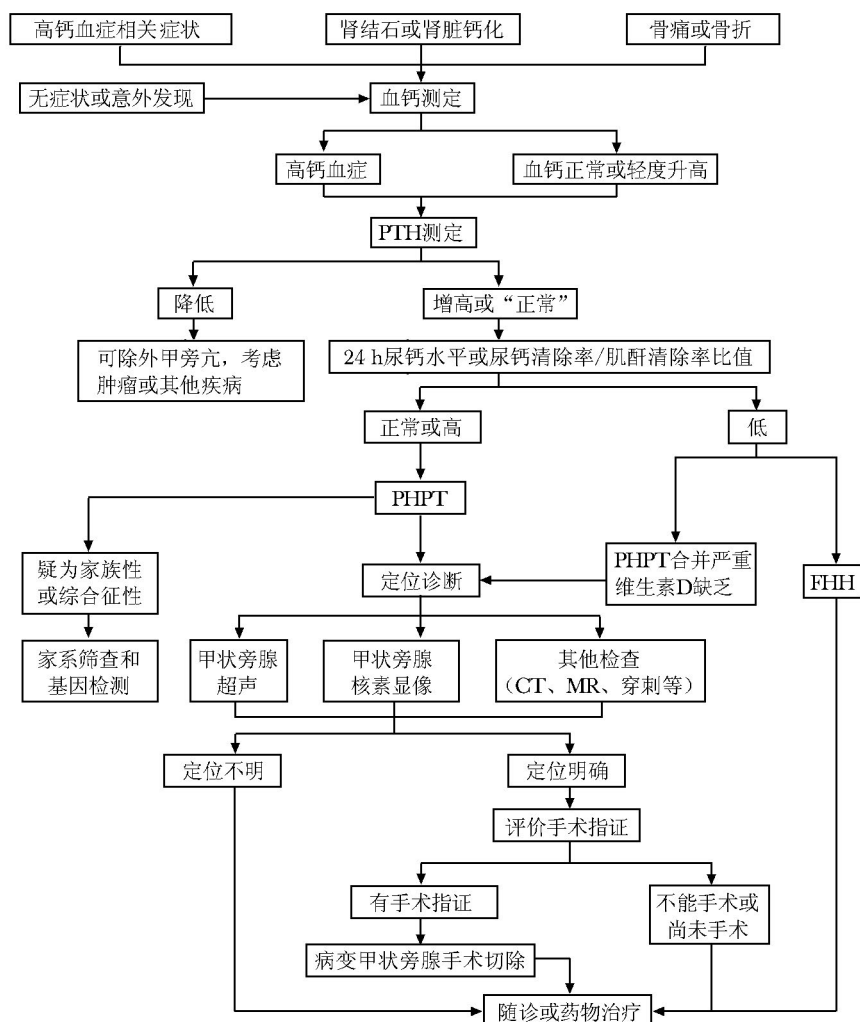 高钙血症相关症状
肾结石或肾脏钙化
骨痛或骨折
无症状或意外发现
血钙测定
高钙血症
血钙正常或轻度升高
PTH测定
降低
增高或“正常”
可除外甲旁亢，考虑
肿瘤或其他疾病
24 h尿钙水平或尿钙清除率/肌酐清除率比值
正常或高
低
PHPT
疑为家族性
或综合征性
定位诊断
PHPT合并严重
维生素D缺乏
FHH
家系筛查和
基因检测
甲状旁腺
超声
甲状旁腺
核素显像
其他检查
（CT、MR、穿刺等）
定位不明
定位明确
评价手术指证
有手术指证
不能手术或
尚未手术
病变甲状旁腺手术切除
随诊或药物治疗